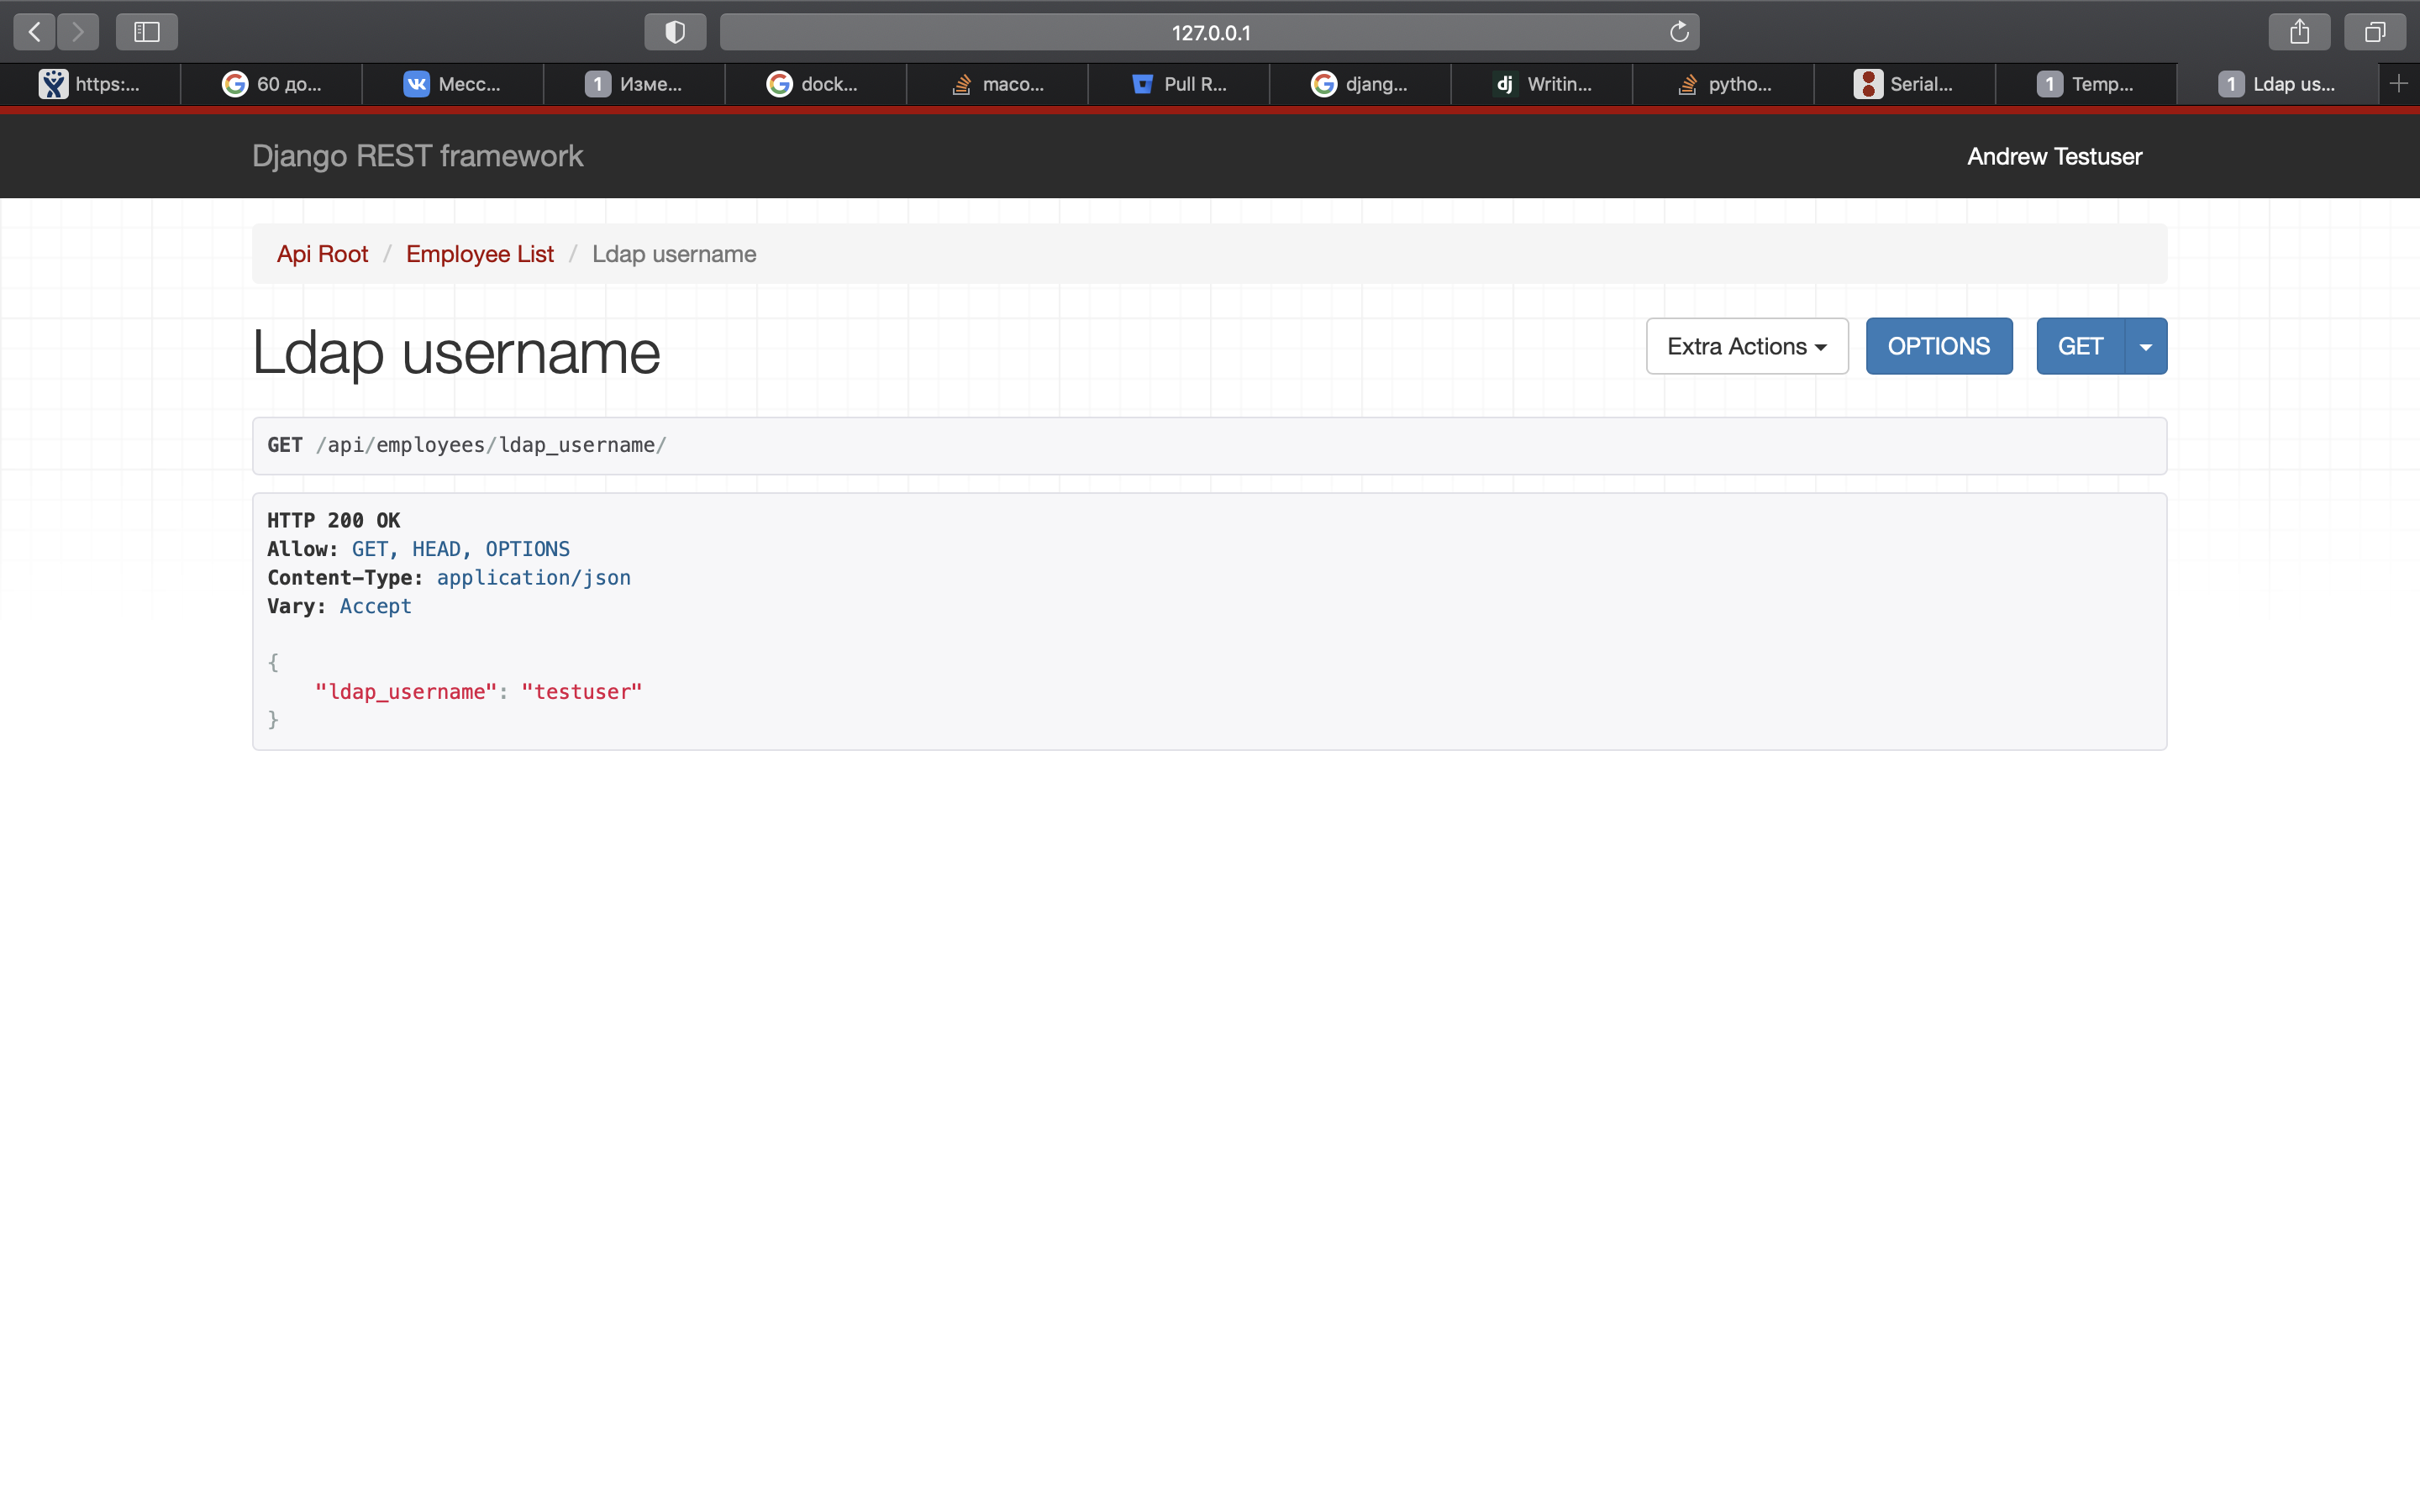 127.0.0.1
https:...
60 до...
Месс...
1 Изме...
dock...
maco...
Pull R...
djang...
dj Writin...
pytho...
Serial...
1 Temp...
1 Ldap us...
Django REST framework
Andrew Testuser
Api Root / Employee List / Ldap username
Ldap username
Extra Actions
OPTIONS
GET
GET /api/employees/ldap_username/
HTTP 200 OK
Allow: GET, HEAD, OPTIONS
Content-Type: application/json
Vary: Accept
{
"ldap_username": "testuser"
}